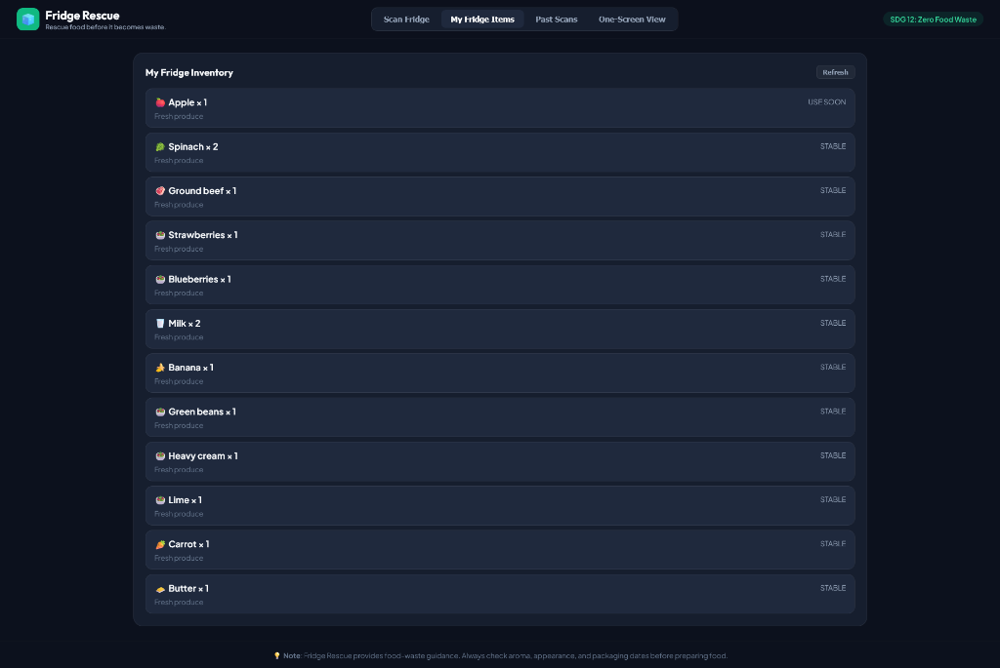 Fridge Rescue
Rescue food before it becomes waste.
Scan Fridge
My Fridge Items
Past Scans
One-Screen View
SDG 12: Zero Food Waste
My Fridge Inventory
Refresh
Apple × 1
USE SOON
Fresh produce
Spinach × 2
STABLE
Fresh produce
Ground beef × 1
STABLE
Fresh produce
Strawberries × 1
STABLE
Fresh produce
Blueberries × 1
STABLE
Fresh produce
Milk × 2
STABLE
Fresh produce
Banana × 1
STABLE
Fresh produce
Green beans × 1
STABLE
Fresh produce
Heavy cream × 1
STABLE
Fresh produce
Lime × 1
STABLE
Fresh produce
Carrot × 1
STABLE
Fresh produce
Butter × 1
STABLE
Fresh produce
Note: Fridge Rescue provides food-waste guidance. Always check aroma, appearance, and packaging dates before preparing food.